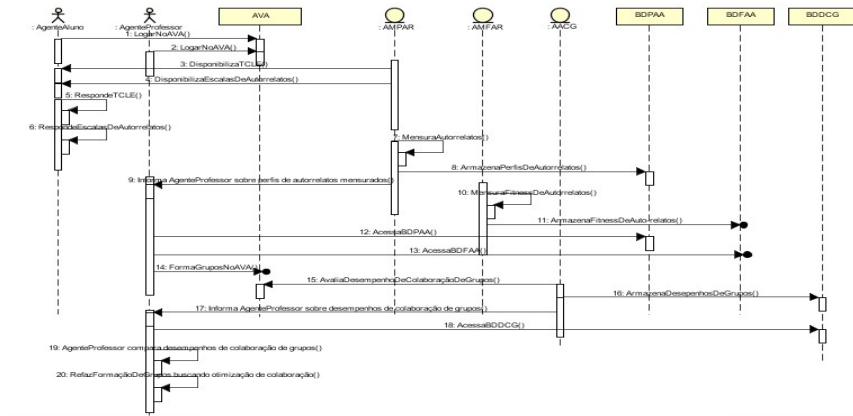 AVA
BDPAA
BDFAA
BDDCG
: AgenteAluno
: AgenteProfessor
: AMPAR
: AMFAR
: AACG
1: LogarNoAVA()
2: LogarNoAVA()
3: DisponibilizaTCLE()
4: DisponibilizaEscalasDeAutorrelatos()
5: RespondeTCLE()
6: RespondeEscalasDeAutorrelatos()
7: MensuraAutorrelatos()
8: ArmazenaPerfisDeAutorrelatos()
9: Informa AgenteProfessor sobre perfis de autorrelatos mensurados()
10: MensuraFitnessDeAutorrelatos()
11: ArmazenaFitnessDeAutorrelatos()
12: AcessaBDPAA()
13: AcessaBDFAA()
14: FormaGruposNoAVA()
15: AvaliaDesempenhoDeColaboraçãoDeGrupos()
16: ArmazenaDesepenhosDeGrupos()
17: Informa AgenteProfessor sobre desempenhos de colaboração de grupos()
18: AcessaBDDCG()
19: AgenteProfessor compara desempenhos de colaboração de grupos()
20: RefazFormaçãoDeGrupos buscando otimização de colaboração()